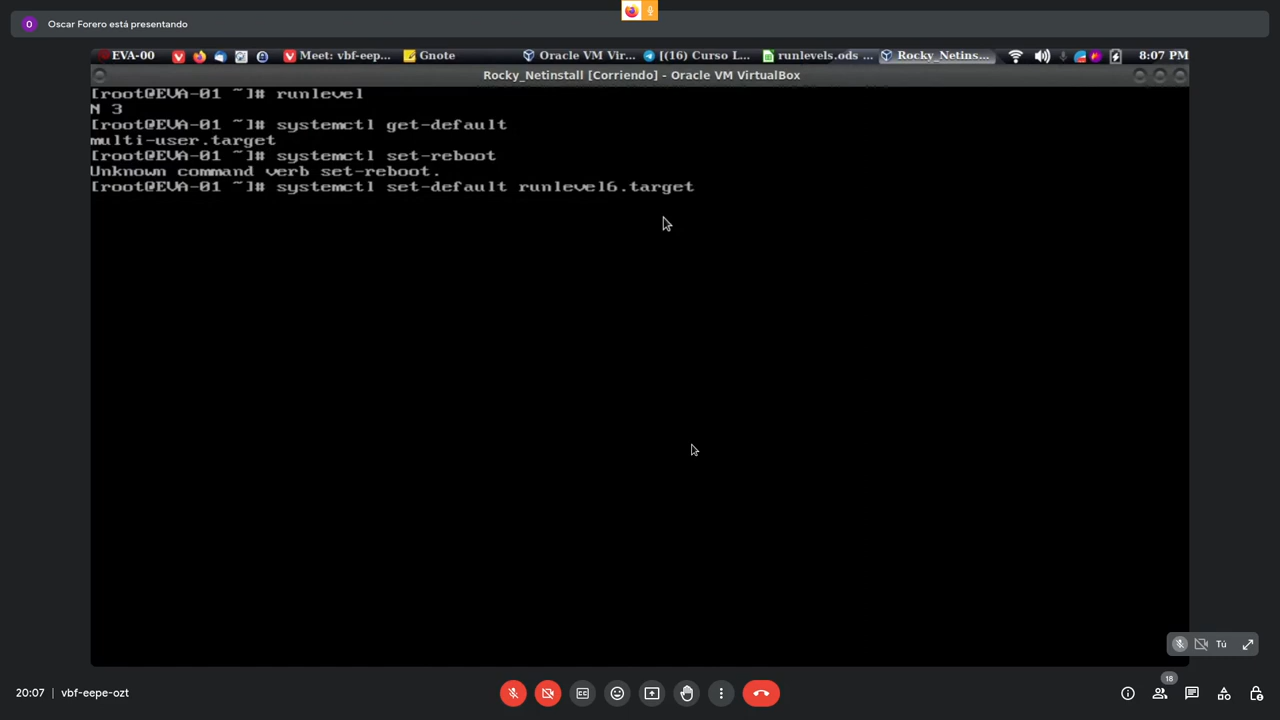 O Oscar Forero está presentando
EVA-00 Meet: vbf-eepe... Gnote Oracle VM Vir... [(16) Curso L... runlevels.ods ... Rocky_Netins... 8:07 PM
Rocky_Netinstall [Corriendo] - Oracle VM VirtualBox
[root@EVA-01 ~]# runlevel
N 3
[root@EVA-01 ~]# systemctl get-default
multi-user.target
[root@EVA-01 ~]# systemctl set-reboot
Unknown command verb set-reboot.
[root@EVA-01 ~]# systemctl set-default runlevel6.target
Tú
20:07 vbf-eepe-ozt
18